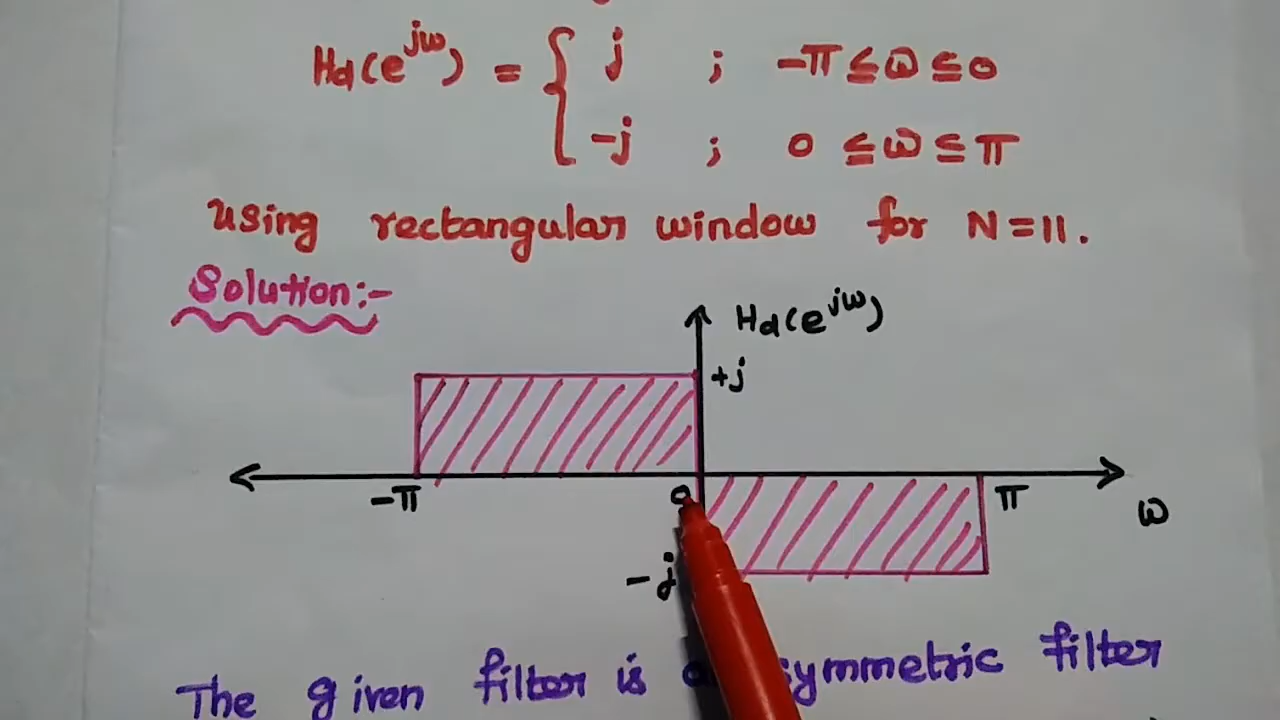 Hd(e^jω) = { j ; -π ≤ ω ≤ 0
-j ; 0 ≤ ω ≤ π
using rectangular window for N=11.
Solution:-
Hd(e^jω)
+j
-π 0 π
ω
-j
The given filter is symmetric filter